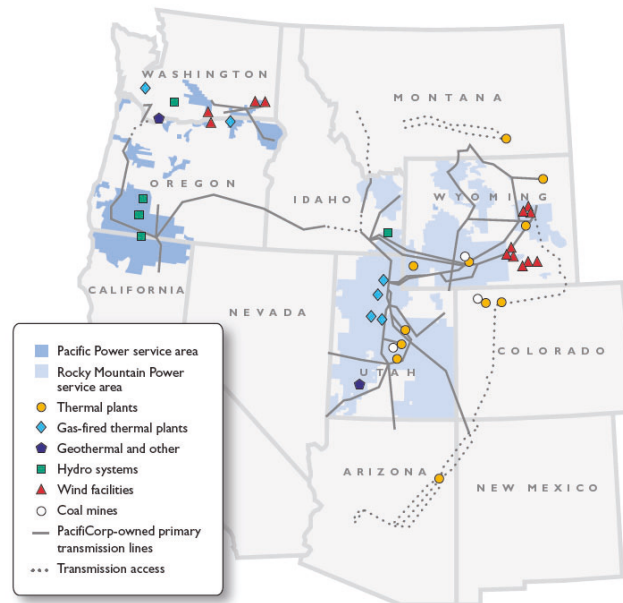 WASHINGTON
MONTANA
OREGON
IDAHO
WYOMING
CALIFORNIA
NEVADA
UTAH
COLORADO
ARIZONA
NEW MEXICO
Pacific Power service area
Rocky Mountain Power
service area
Thermal plants
Gas-fired thermal plants
Geothermal and other
Hydro systems
Wind facilities
Coal mines
PacifiCorp-owned primary
transmission lines
Transmission access